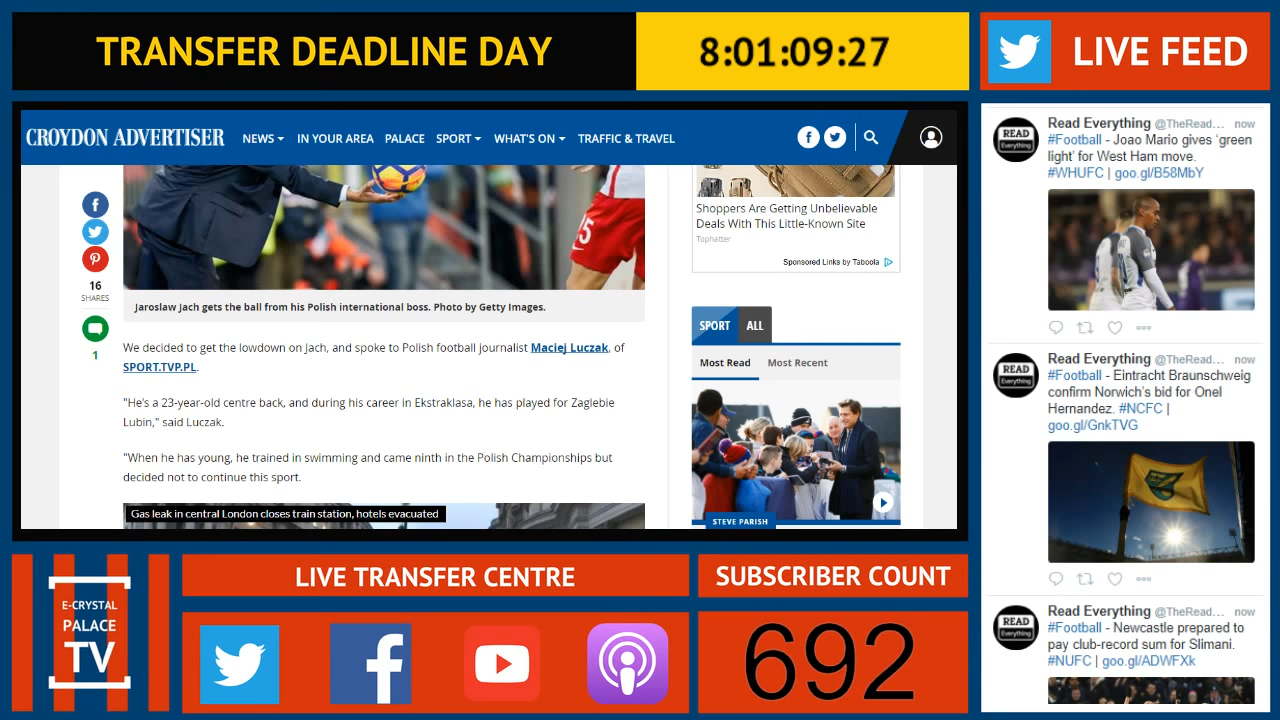 TRANSFER DEADLINE DAY
8:01:09:27
LIVE FEED
CROYDON ADVERTISER
NEWS
IN YOUR AREA
PALACE
SPORT
WHAT'S ON
TRAFFIC & TRAVEL
16
SHARES
1
15
Jaroslaw Jach gets the ball from his Polish international boss. Photo by Getty Images.
We decided to get the lowdown on Jach, and spoke to Polish football journalist Maciej Luczak, of
SPORT.TVP.PL.
"He's a 23-year-old centre back, and during his career in Ekstraklasa, he has played for Zaglebie
Lubin," said Luczak.
"When he has young, he trained in swimming and came ninth in the Polish Championships but
decided not to continue this sport.
Gas leak in central London closes train station, hotels evacuated
Shoppers Are Getting Unbelievable
Deals With This Little-Known Site
Tophatter
Sponsored Links by Taboola
SPORT
ALL
Most Read
Most Recent
STEVE PARISH
READ
Everything
Read Everything @TheRead... now
#Football - Joao Mario gives 'green
light' for West Ham move.
#WHUFC | goo.gl/B58MbY
READ
Everything
Read Everything @TheRead... now
#Football - Eintracht Braunschweig
confirm Norwich's bid for Onel
Hernandez. #NCFC |
goo.gl/GnkTVG
READ
Everything
Read Everything @TheRead... now
#Football - Newcastle prepared to
pay club-record sum for Slimani.
#NUFC | goo.gl/ADWFXk
E-CRYSTAL
PALACE
TV
LIVE TRANSFER CENTRE
SUBSCRIBER COUNT
692